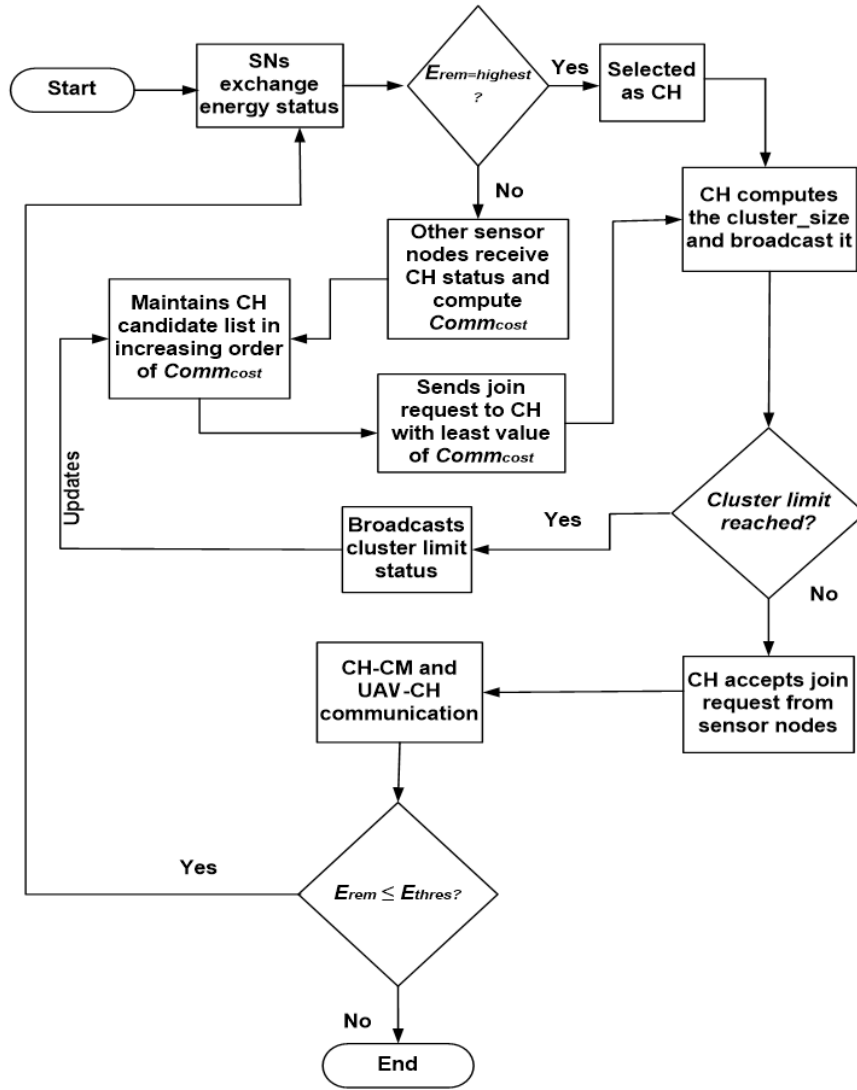 Start
SNs
exchange
energy status
Erem=highest
?
Yes
Selected
as CH
No
CH computes
the cluster_size
and broadcast it
Other sensor
nodes receive
CH status and
compute
Commcost
Maintains CH
candidate list in
increasing order
of Commcost
Sends join
request to CH
with least value
of Commcost
Updates
Broadcasts
cluster limit
status
Yes
Cluster limit
reached?
No
CH-CM and
UAV-CH
communication
CH accepts join
request from
sensor nodes
Yes
Erem ≤ Ethres?
No
End